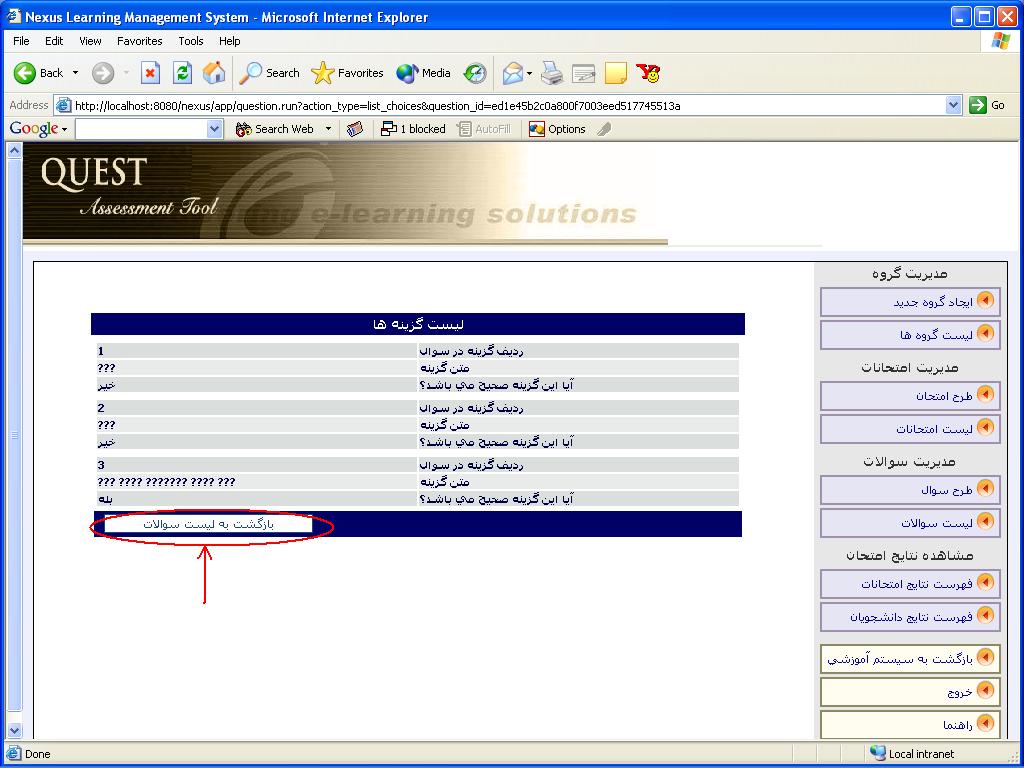 Nexus Learning Management System - Microsoft Internet Explorer
File Edit View Favorites Tools Help
Back Search Favorites Media
Address http://localhost:8080/nexus/app/question.run?action_type=list_choices&question_id=ed1e45b2c0a800f7003eed517745513a Go
Google Search Web 1 blocked AutoFill Options
QUEST
Assessment Tool
e-learning solutions
لیست گزینه ها
ردیف گزینه در سوال 1
متن گزینه ???
آیا این گزینه صحیح می باشد؟ خیر
ردیف گزینه در سوال 2
متن گزینه ???
آیا این گزینه صحیح می باشد؟ خیر
ردیف گزینه در سوال 3
متن گزینه ??? ???? ??????? ???? ???
آیا این گزینه صحیح می باشد؟ بله
بازگشت به لیست سوالات
مدیریت گروه
ایجاد گروه جدید
لیست گروه ها
مدیریت امتحانات
طرح امتحان
لیست امتحانات
مدیریت سوالات
طرح سوال
لیست سوالات
مشاهده نتایج امتحان
فهرست نتایج امتحانات
فهرست نتایج دانشجویان
بازگشت به سیستم آموزشی
خروج
راهنما
Done Local intranet